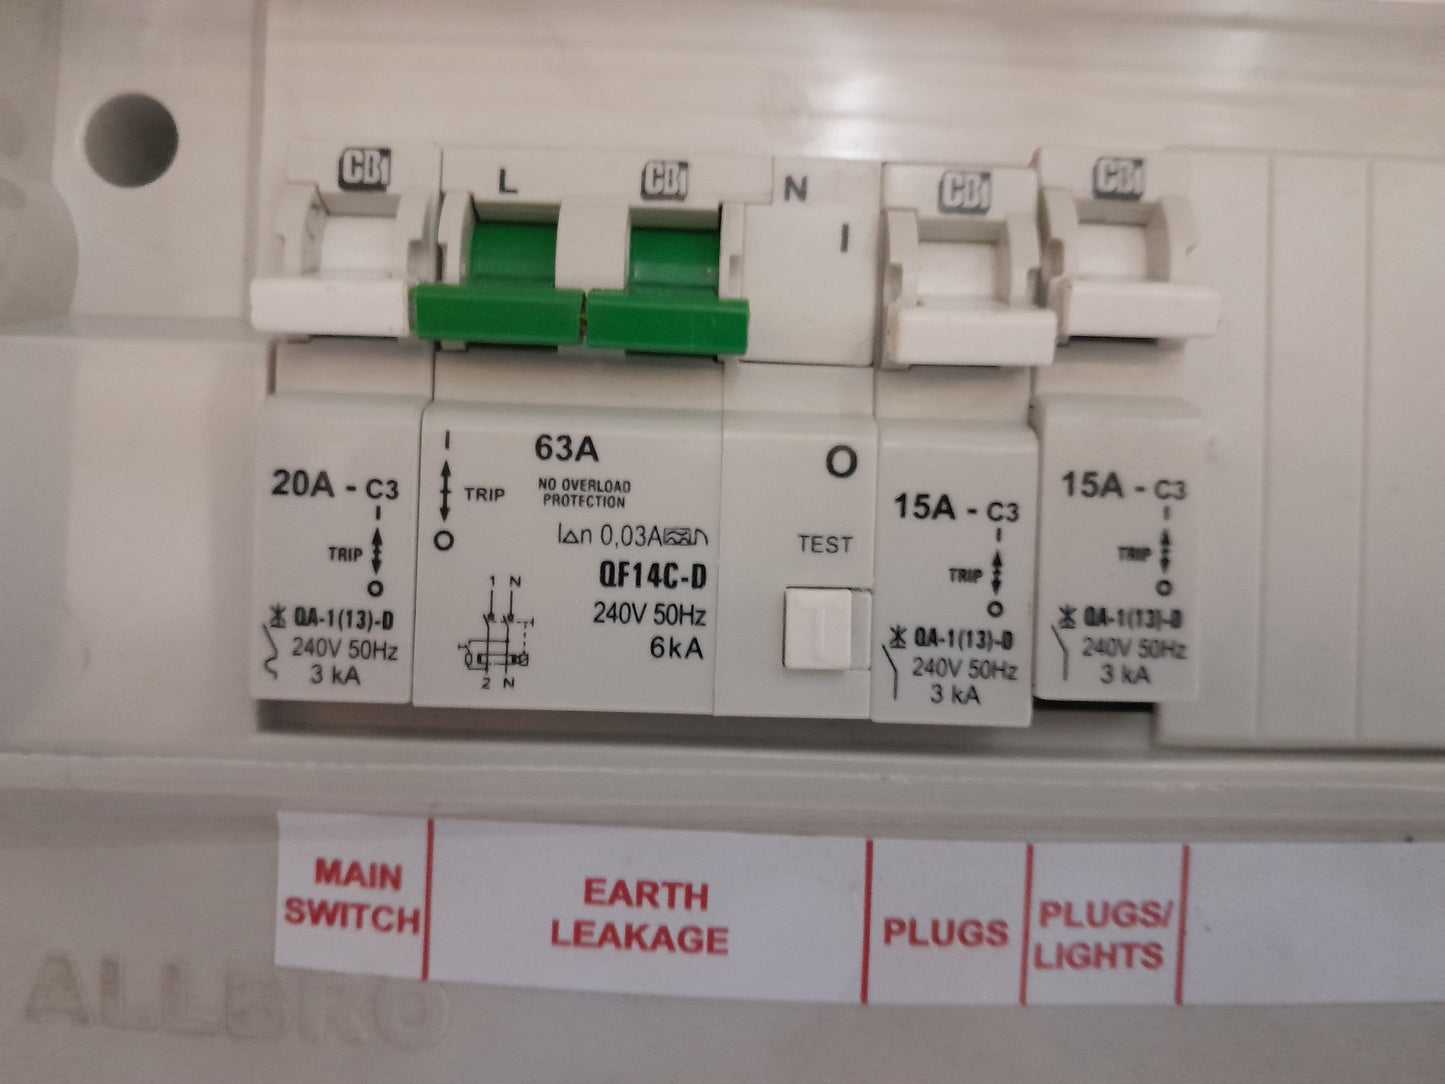 CBI
20A - C3
I
TRIP
O
QA-1(13)-D
240V 50Hz
3 kA
L
CBI
N
I
63A
I
NO OVERLOAD
PROTECTION
TRIP
O
I∆n 0,03A
QF14C-D
240V 50Hz
6kA
1 N
2 N
O
TEST
CBI
15A - C3
I
TRIP
O
QA-1(13)-D
240V 50Hz
3 kA
CBI
15A - C3
I
TRIP
O
QA-1(13)-D
240V 50Hz
3 kA
MAIN
SWITCH
EARTH
LEAKAGE
PLUGS
PLUGS/
LIGHTS
ALLBRO